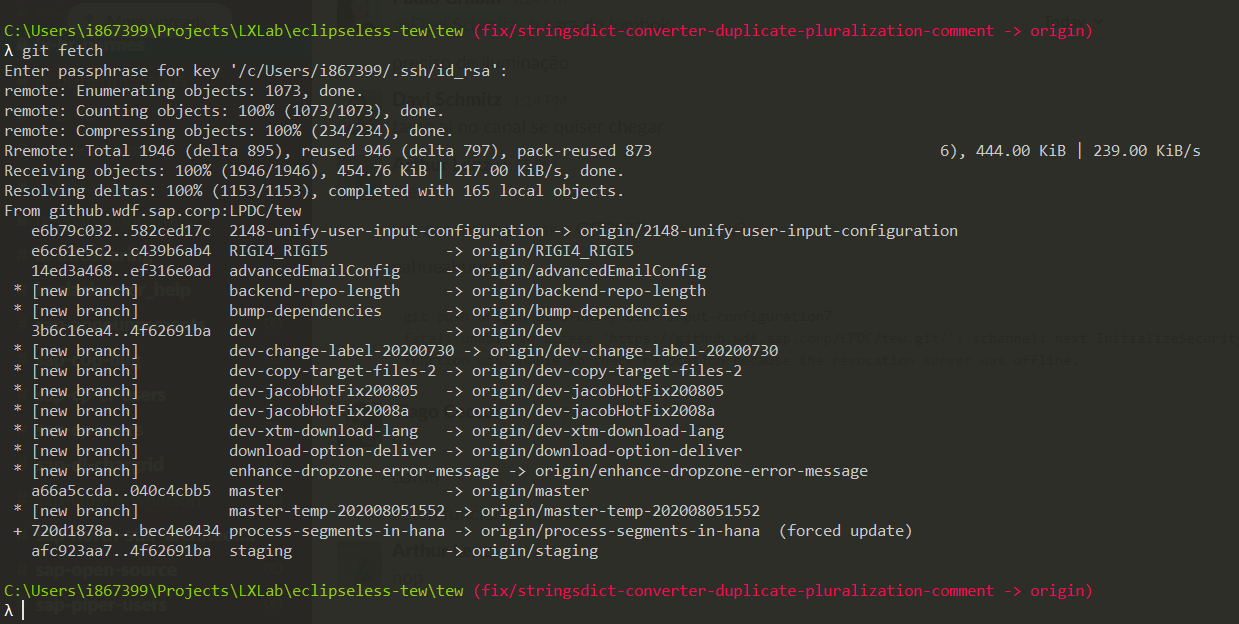 C:\Users\i867399\Projects\LXLab\eclipseless-tew\tew (fix/stringsdict-converter-duplicate-pluralization-comment -> origin)
λ git fetch
Enter passphrase for key '/c/Users/i867399/.ssh/id_rsa':
remote: Enumerating objects: 1073, done.
remote: Counting objects: 100% (1073/1073), done.
remote: Compressing objects: 100% (234/234), done.
Rremote: Total 1946 (delta 895), reused 946 (delta 797), pack-reused 873 6), 444.00 KiB | 239.00 KiB/s
Receiving objects: 100% (1946/1946), 454.76 KiB | 217.00 KiB/s, done.
Resolving deltas: 100% (1153/1153), completed with 165 local objects.
From github.wdf.sap.corp:LPDC/tew
e6b79c032..582ced17c 2148-unify-user-input-configuration -> origin/2148-unify-user-input-configuration
e6c61e5c2..c439b6ab4 RIGI4_RIGI5 -> origin/RIGI4_RIGI5
14ed3a468..ef316e0ad advancedEmailConfig -> origin/advancedEmailConfig
* [new branch] backend-repo-length -> origin/backend-repo-length
* [new branch] bump-dependencies -> origin/bump-dependencies
3b6c16ea4..4f62691ba dev -> origin/dev
* [new branch] dev-change-label-20200730 -> origin/dev-change-label-20200730
* [new branch] dev-copy-target-files-2 -> origin/dev-copy-target-files-2
* [new branch] dev-jacobHotFix200805 -> origin/dev-jacobHotFix200805
* [new branch] dev-jacobHotFix2008a -> origin/dev-jacobHotFix2008a
* [new branch] dev-xtm-download-lang -> origin/dev-xtm-download-lang
* [new branch] download-option-deliver -> origin/download-option-deliver
* [new branch] enhance-dropzone-error-message -> origin/enhance-dropzone-error-message
a66a5ccda..040c4cbb5 master -> origin/master
* [new branch] master-temp-202008051552 -> origin/master-temp-202008051552
+ 720d1878a...bec4e0434 process-segments-in-hana -> origin/process-segments-in-hana (forced update)
afc923aa7..4f62691ba staging -> origin/staging
C:\Users\i867399\Projects\LXLab\eclipseless-tew\tew (fix/stringsdict-converter-duplicate-pluralization-comment -> origin)
λ